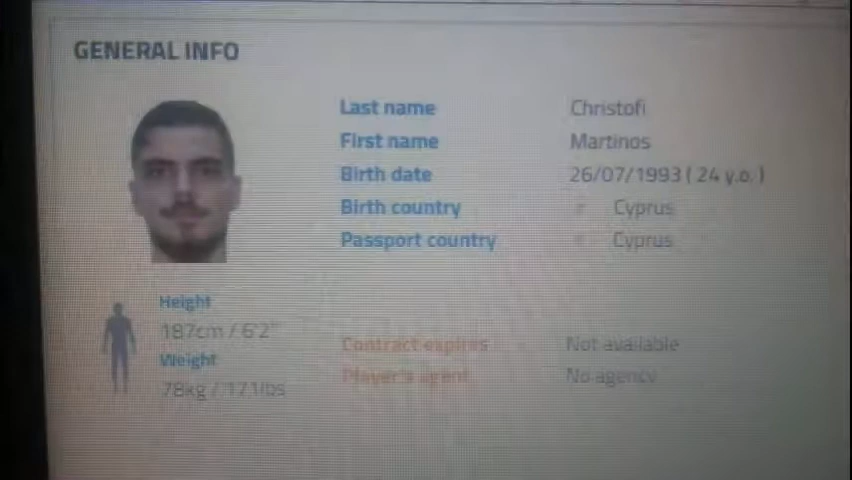 GENERAL INFO
Last name Christofi
First name Martinos
Birth date 26/07/1993 ( 24 y.o. )
Birth country Cyprus
Passport country Cyprus
Height
187cm / 6'2"
Weight
78kg / 171lbs
Contract expires Not available
Player's agent No agency